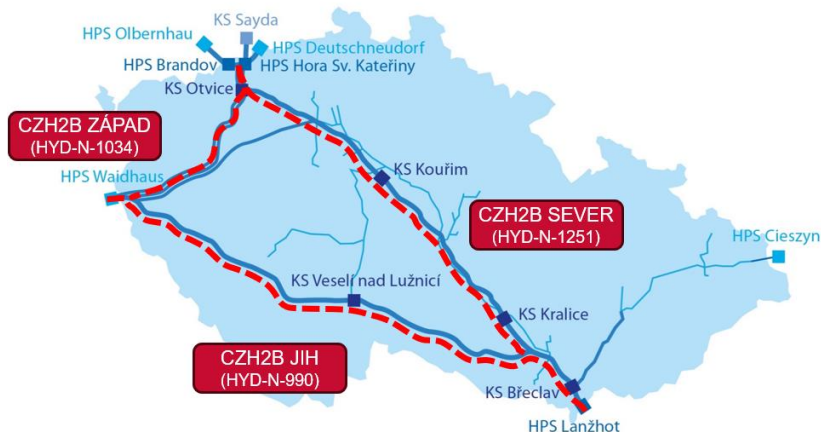 KS Sayda
HPS Olbernhau
HPS Deutschneudorf
HPS Brandov
HPS Hora Sv. Kateřiny
KS Otvice
CZH2B ZÁPAD
(HYD-N-1034)
HPS Waidhaus
KS Kouřim
CZH2B SEVER
(HYD-N-1251)
HPS Cieszyn
KS Veselí nad Lužnicí
KS Kralice
CZH2B JIH
(HYD-N-990)
KS Břeclav
HPS Lanžhot